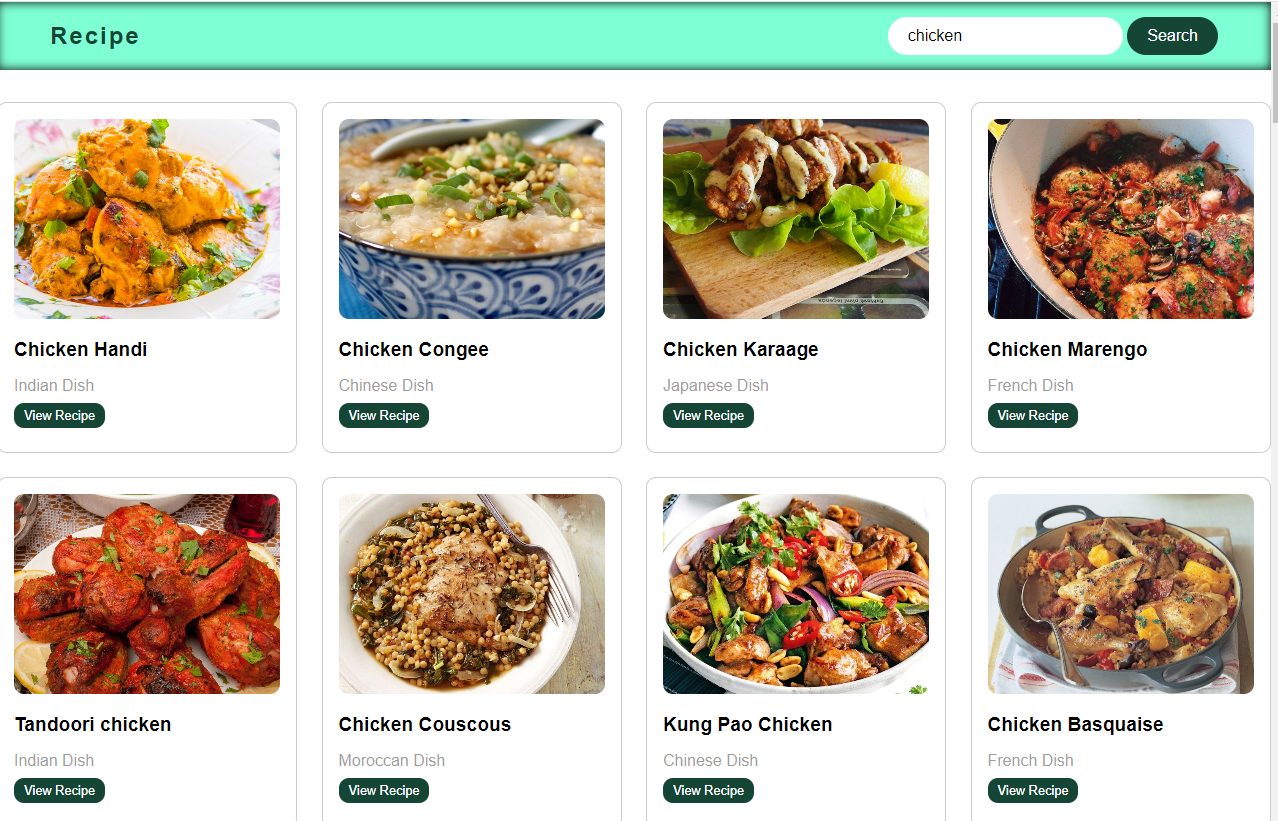 Recipe
chicken Search
Chicken Handi
Indian Dish
View Recipe
Chicken Congee
Chinese Dish
View Recipe
Chicken Karaage
Japanese Dish
View Recipe
Chicken Marengo
French Dish
View Recipe
Tandoori chicken
Indian Dish
View Recipe
Chicken Couscous
Moroccan Dish
View Recipe
Kung Pao Chicken
Chinese Dish
View Recipe
Chicken Basquaise
French Dish
View Recipe